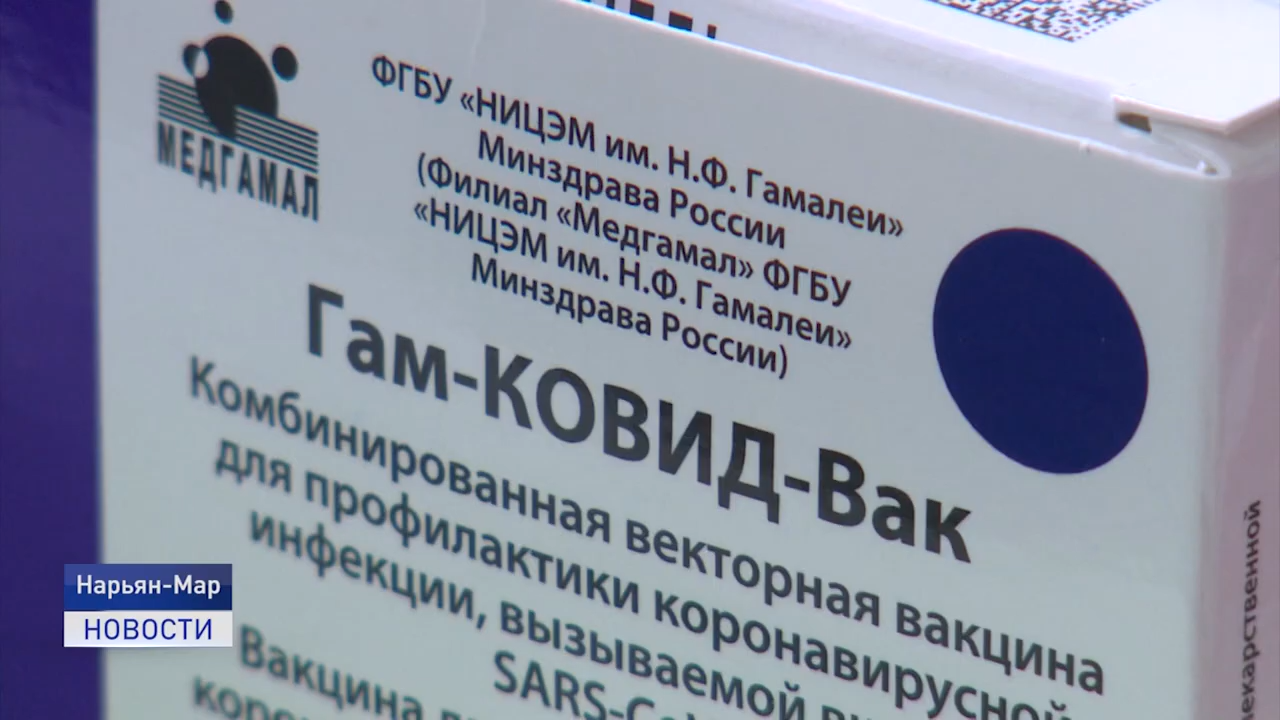 МЕДГАМАЛ
ФГБУ «НИЦЭМ им. Н.Ф. Гамалеи»
Минздрава России
(Филиал «Медгамал» ФГБУ
«НИЦЭМ им. Н.Ф. Гамалеи»
Минздрава России)
Гам-КОВИД-Вак
Комбинированная векторная вакцина
для профилактики коронавирусной
инфекции, вызываемой
Вакцина
Нарьян-Мар
НОВОСТИ